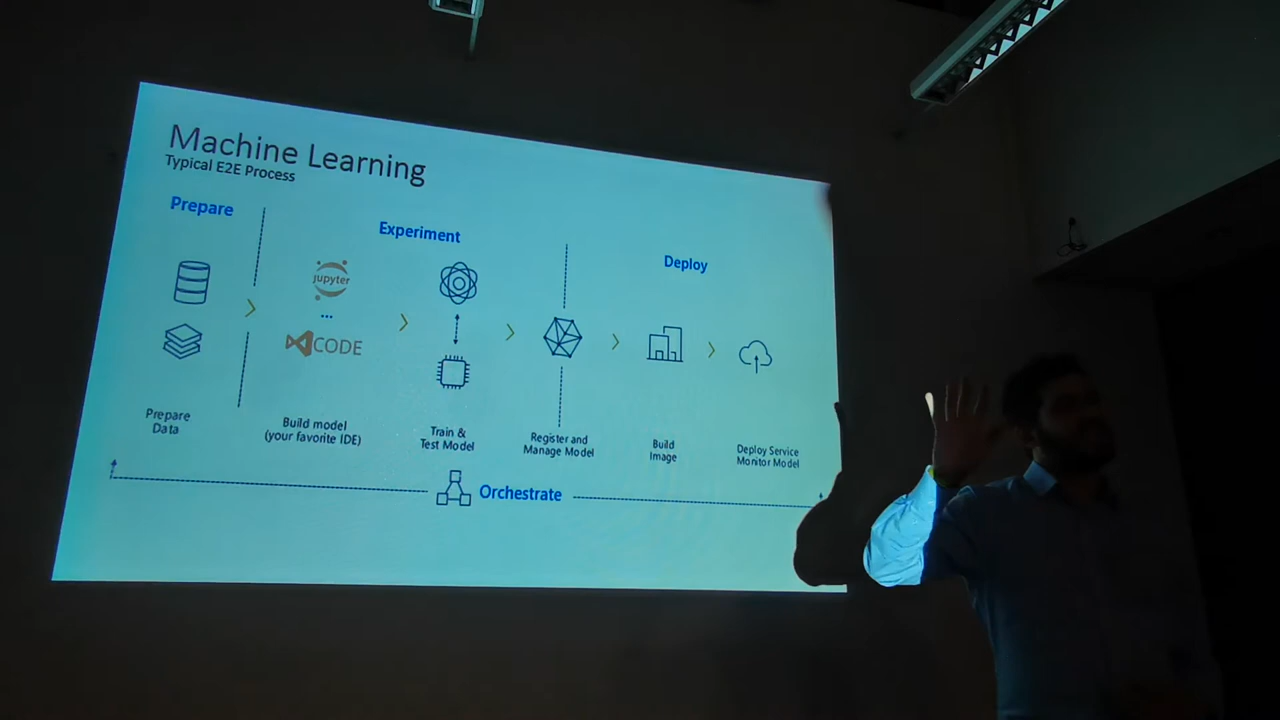 Machine Learning
Typical E2E Process
Prepare
Experiment
Deploy
jupyter
...
CODE
Prepare
Data
Build model
(your favorite IDE)
Train &
Test Model
Register and
Manage Model
Build
Image
Deploy Service
Monitor Model
Orchestrate